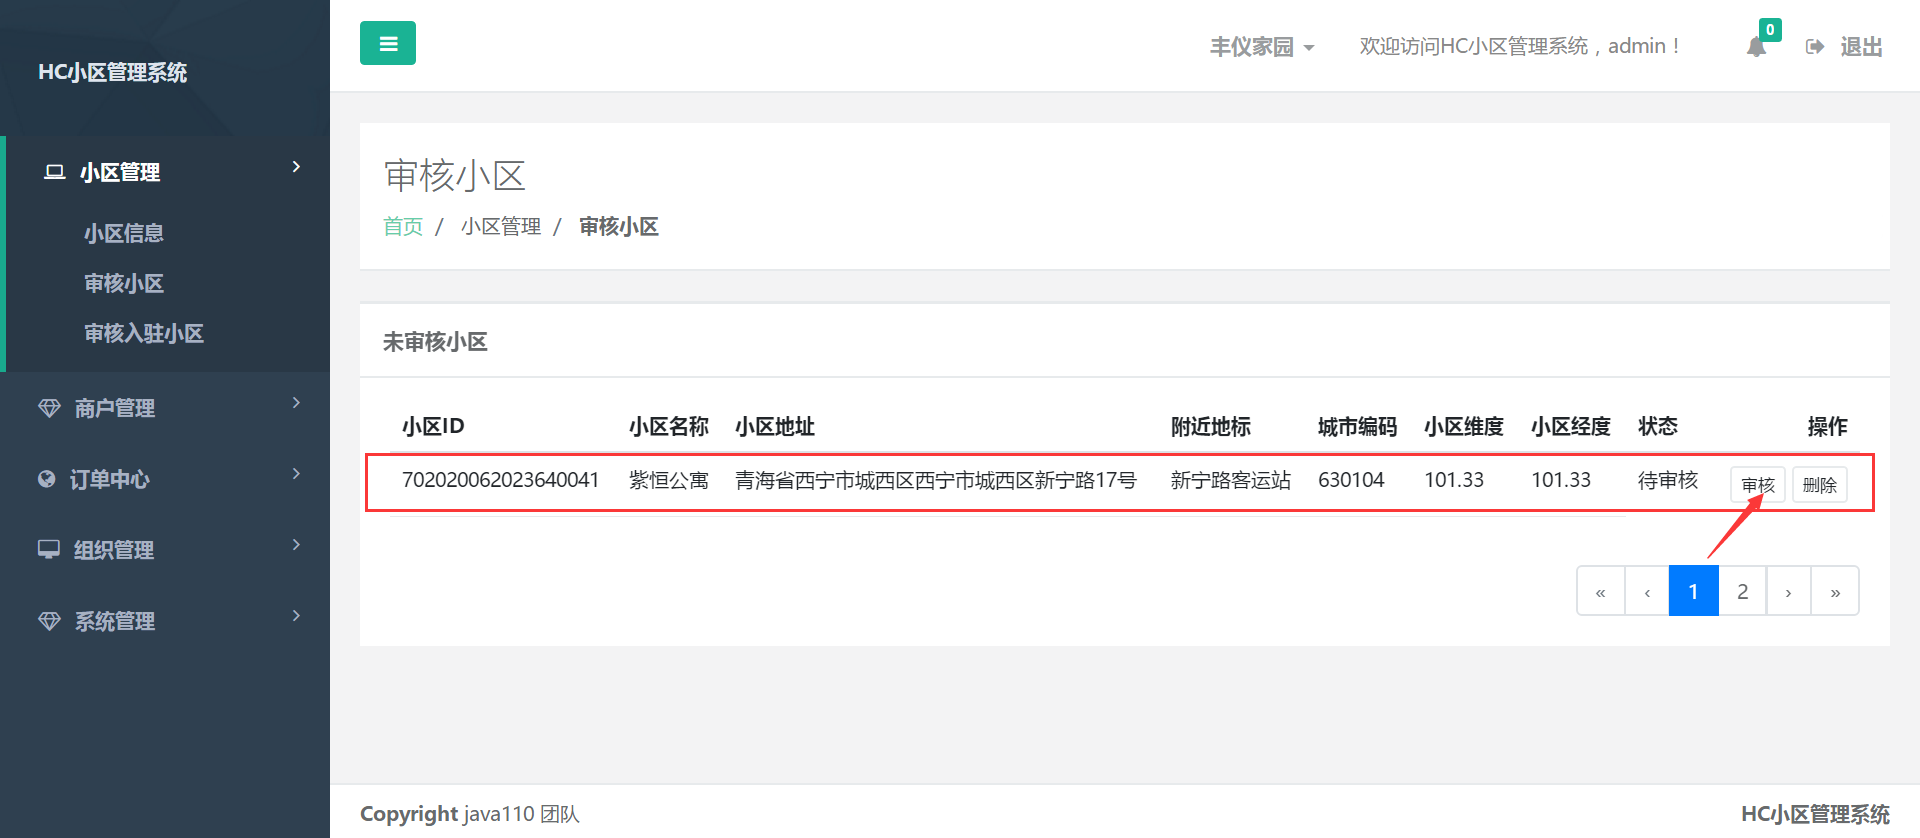 HC小区管理系统
丰仪家园
欢迎访问HC小区管理系统，admin！
0
退出
小区管理
小区信息
审核小区
审核入驻小区
商户管理
订单中心
组织管理
系统管理
审核小区
首页 / 小区管理 / 审核小区
未审核小区
小区ID 小区名称 小区地址 附近地标 城市编码 小区维度 小区经度 状态 操作
702020062023640041 紫恒公寓 青海省西宁市城西区西宁市城西区新宁路17号 新宁路客运站 630104 101.33 101.33 待审核 审核 删除
« ‹ 1 2 › »
Copyright java110 团队
HC小区管理系统